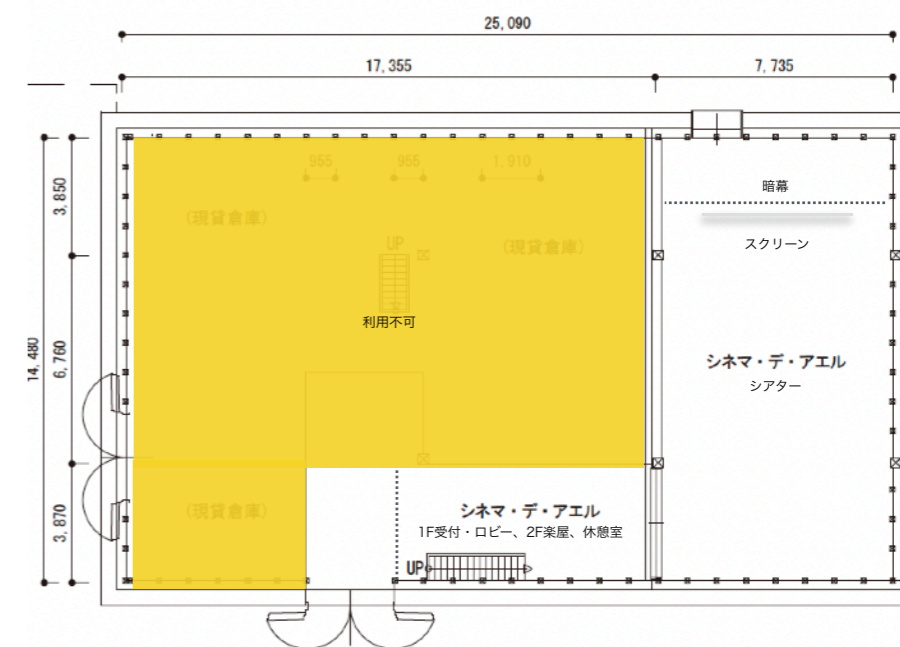 25,090
17,355
7,735
955
955
1,910
3,850
暗幕
(現貸倉庫)
UP
(現貸倉庫)
スクリーン
利用不可
14,480
6,760
シネマ・デ・アエル
シアター
3,870
(現貸倉庫)
シネマ・デ・アエル
1F受付・ロビー、2F楽屋、休憩室
UP